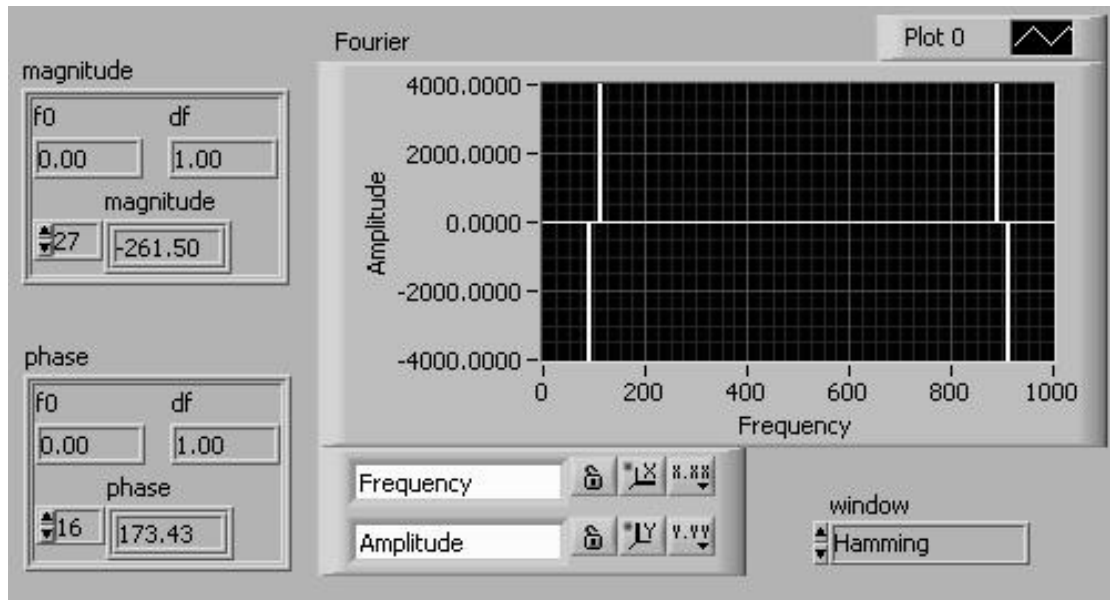 Fourier
Plot 0
magnitude
f0 df
0.00 1.00
magnitude
27 -261.50
phase
f0 df
0.00 1.00
phase
16 173.43
Amplitude
4000.0000
2000.0000
0.0000
-2000.0000
-4000.0000
0 200 400 600 800 1000
Frequency
Frequency X X.XX
Amplitude Y Y.YY
window
Hamming